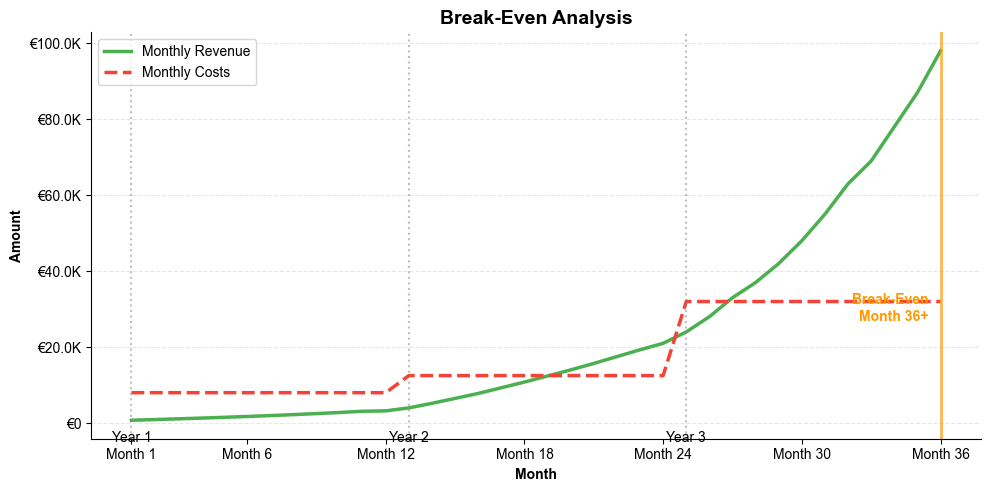 Break-Even Analysis
Monthly Revenue
Monthly Costs
€100.0K
€80.0K
€60.0K
€40.0K
€20.0K
€0
Amount
Break-Even
Month 36+
Year 1
Year 2
Year 3
Month 1
Month 6
Month 12
Month 18
Month 24
Month 30
Month 36
Month